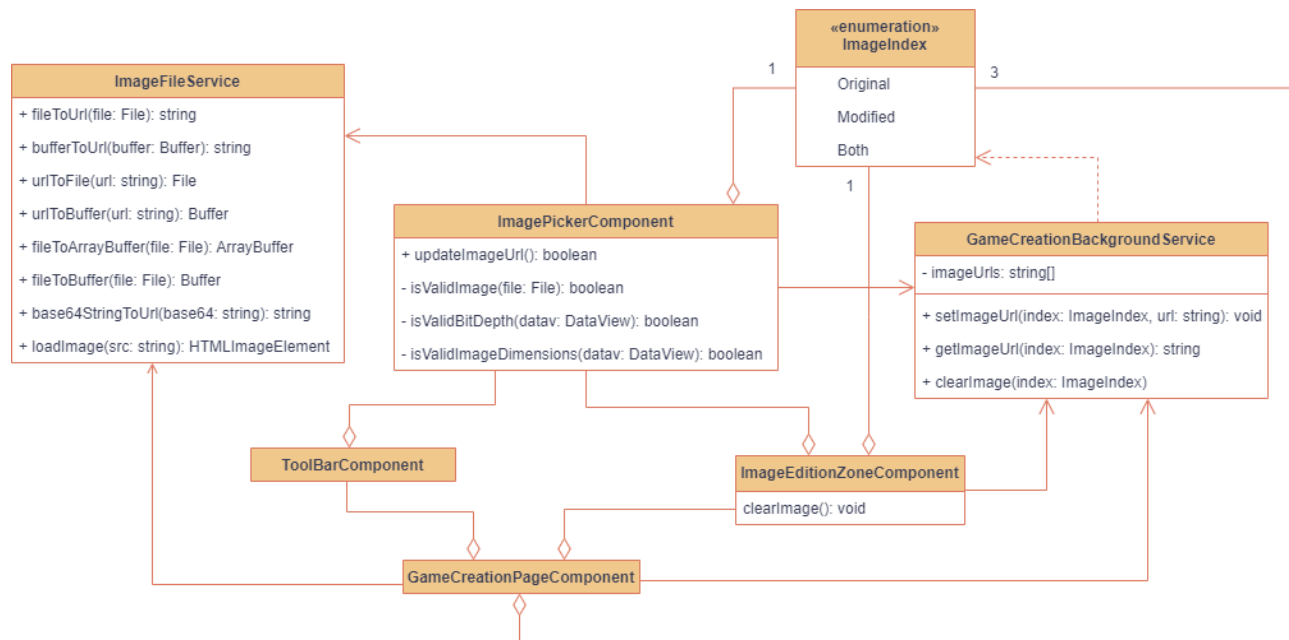 «enumeration»
ImageIndex
Original
Modified
Both
1
3
1
ImageFileService
+ fileToUrl(file: File): string
+ bufferToUrl(buffer: Buffer): string
+ urlToFile(url: string): File
+ urlToBuffer(url: string): Buffer
+ fileToArrayBuffer(file: File): ArrayBuffer
+ fileToBuffer(file: File): Buffer
+ base64StringToUrl(base64: string): string
+ loadImage(src: string): HTMLImageElement
ImagePickerComponent
+ updateImageUrl(): boolean
- isValidImage(file: File): boolean
- isValidBitDepth(datav: DataView): boolean
- isValidImageDimensions(datav: DataView): boolean
GameCreationBackgroundService
- imageUrls: string[]
+ setImageUrl(index: ImageIndex, url: string): void
+ getImageUrl(index: ImageIndex): string
+ clearImage(index: ImageIndex)
ToolBarComponent
ImageEditionZoneComponent
clearImage(): void
GameCreationPageComponent